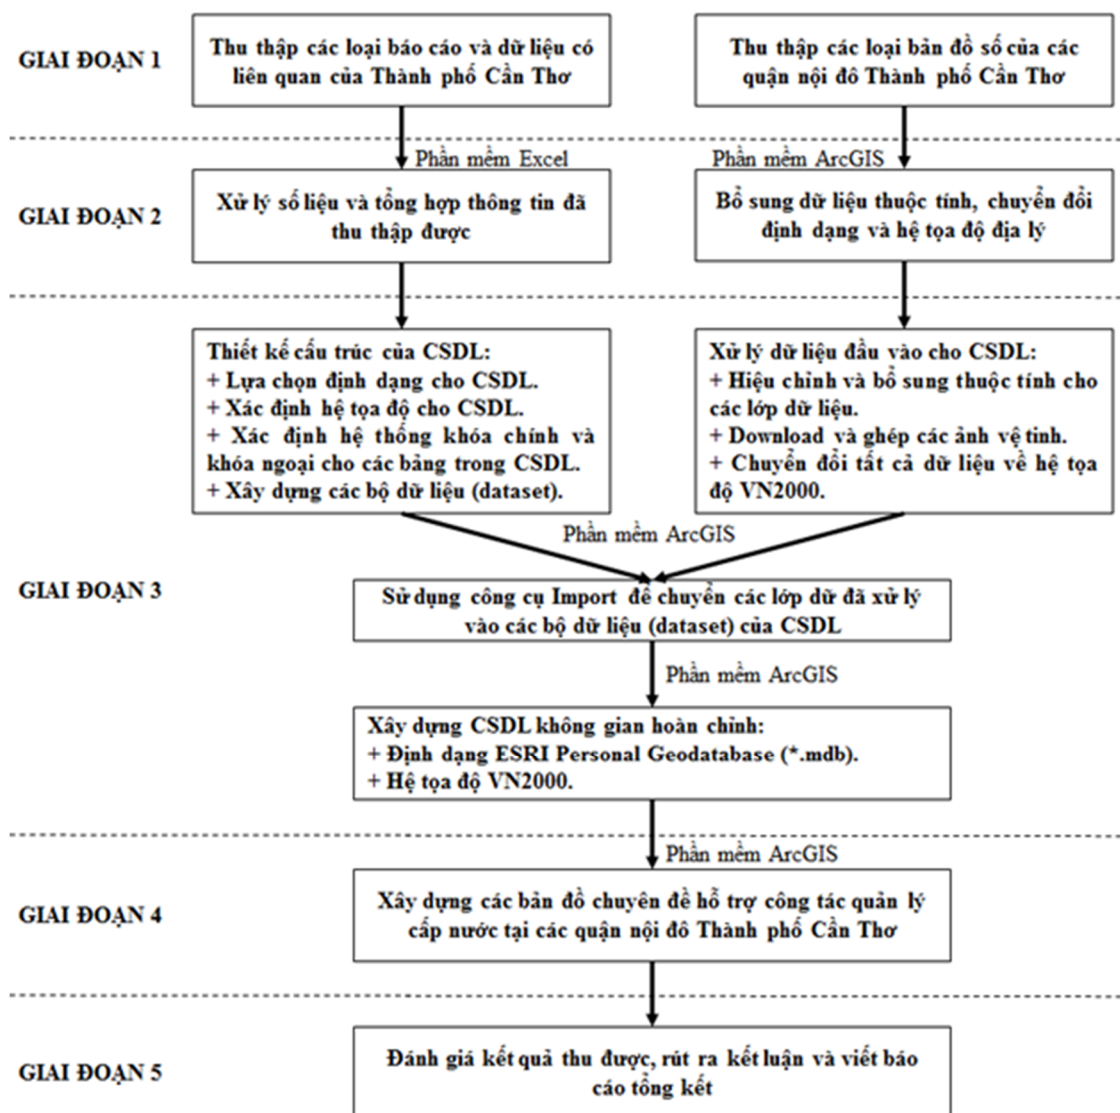 GIAI ĐOẠN 1
Thu thập các loại báo cáo và dữ liệu có
liên quan của Thành phố Cần Thơ
Thu thập các loại bản đồ số của các
quận nội đô Thành phố Cần Thơ
Phần mềm Excel
Phần mềm ArcGIS
GIAI ĐOẠN 2
Xử lý số liệu và tổng hợp thông tin đã
thu thập được
Bổ sung dữ liệu thuộc tính, chuyển đổi
định dạng và hệ tọa độ địa lý
Thiết kế cấu trúc của CSDL:
+ Lựa chọn định dạng cho CSDL.
+ Xác định hệ tọa độ cho CSDL.
+ Xác định hệ thống khóa chính và
khóa ngoại cho các bảng trong CSDL.
+ Xây dựng các bộ dữ liệu (dataset).
Xử lý dữ liệu đầu vào cho CSDL:
+ Hiệu chỉnh và bổ sung thuộc tính cho
các lớp dữ liệu.
+ Download và ghép các ảnh vệ tinh.
+ Chuyển đổi tất cả dữ liệu về hệ tọa
độ VN2000.
Phần mềm ArcGIS
GIAI ĐOẠN 3
Sử dụng công cụ Import để chuyển các lớp dữ đã xử lý
vào các bộ dữ liệu (dataset) của CSDL
Phần mềm ArcGIS
Xây dựng CSDL không gian hoàn chỉnh:
+ Định dạng ESRI Personal Geodatabase (*.mdb).
+ Hệ tọa độ VN2000.
Phần mềm ArcGIS
GIAI ĐOẠN 4
Xây dựng các bản đồ chuyên đề hỗ trợ công tác quản lý
cấp nước tại các quận nội đô Thành phố Cần Thơ
GIAI ĐOẠN 5
Đánh giá kết quả thu được, rút ra kết luận và viết báo
cáo tổng kết